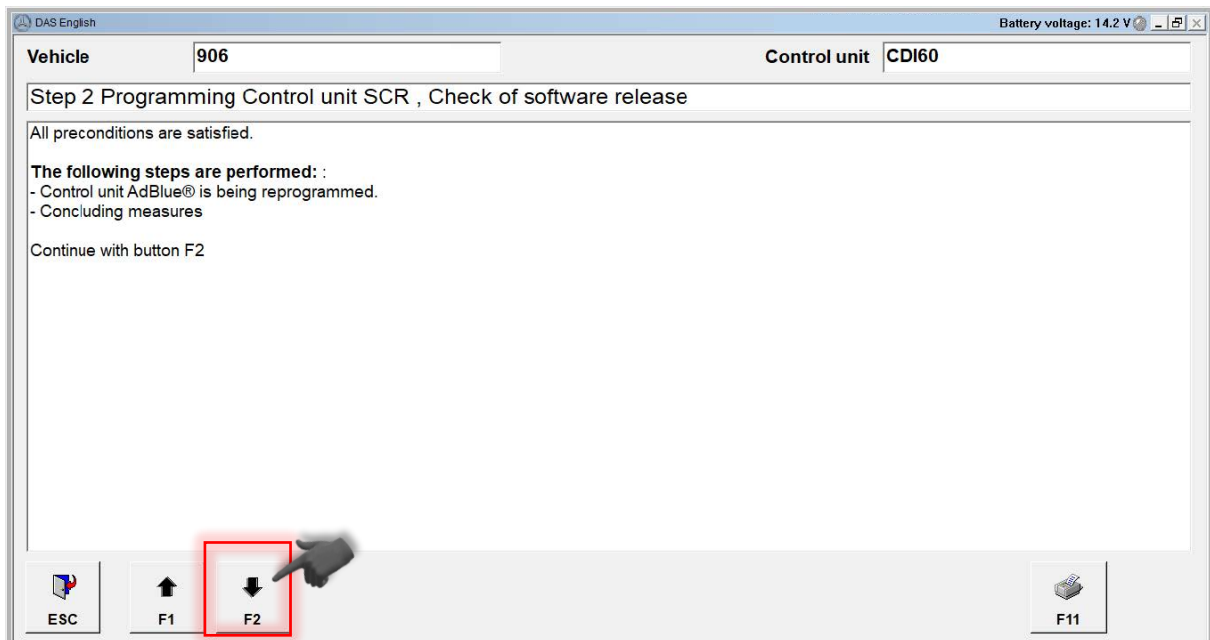 DAS English
Battery voltage: 14.2 V
Vehicle 906 Control unit CDI60
Step 2 Programming Control unit SCR , Check of software release
All preconditions are satisfied.
The following steps are performed: :
- Control unit AdBlue® is being reprogrammed.
- Concluding measures
Continue with button F2
ESC F1 F2 F11